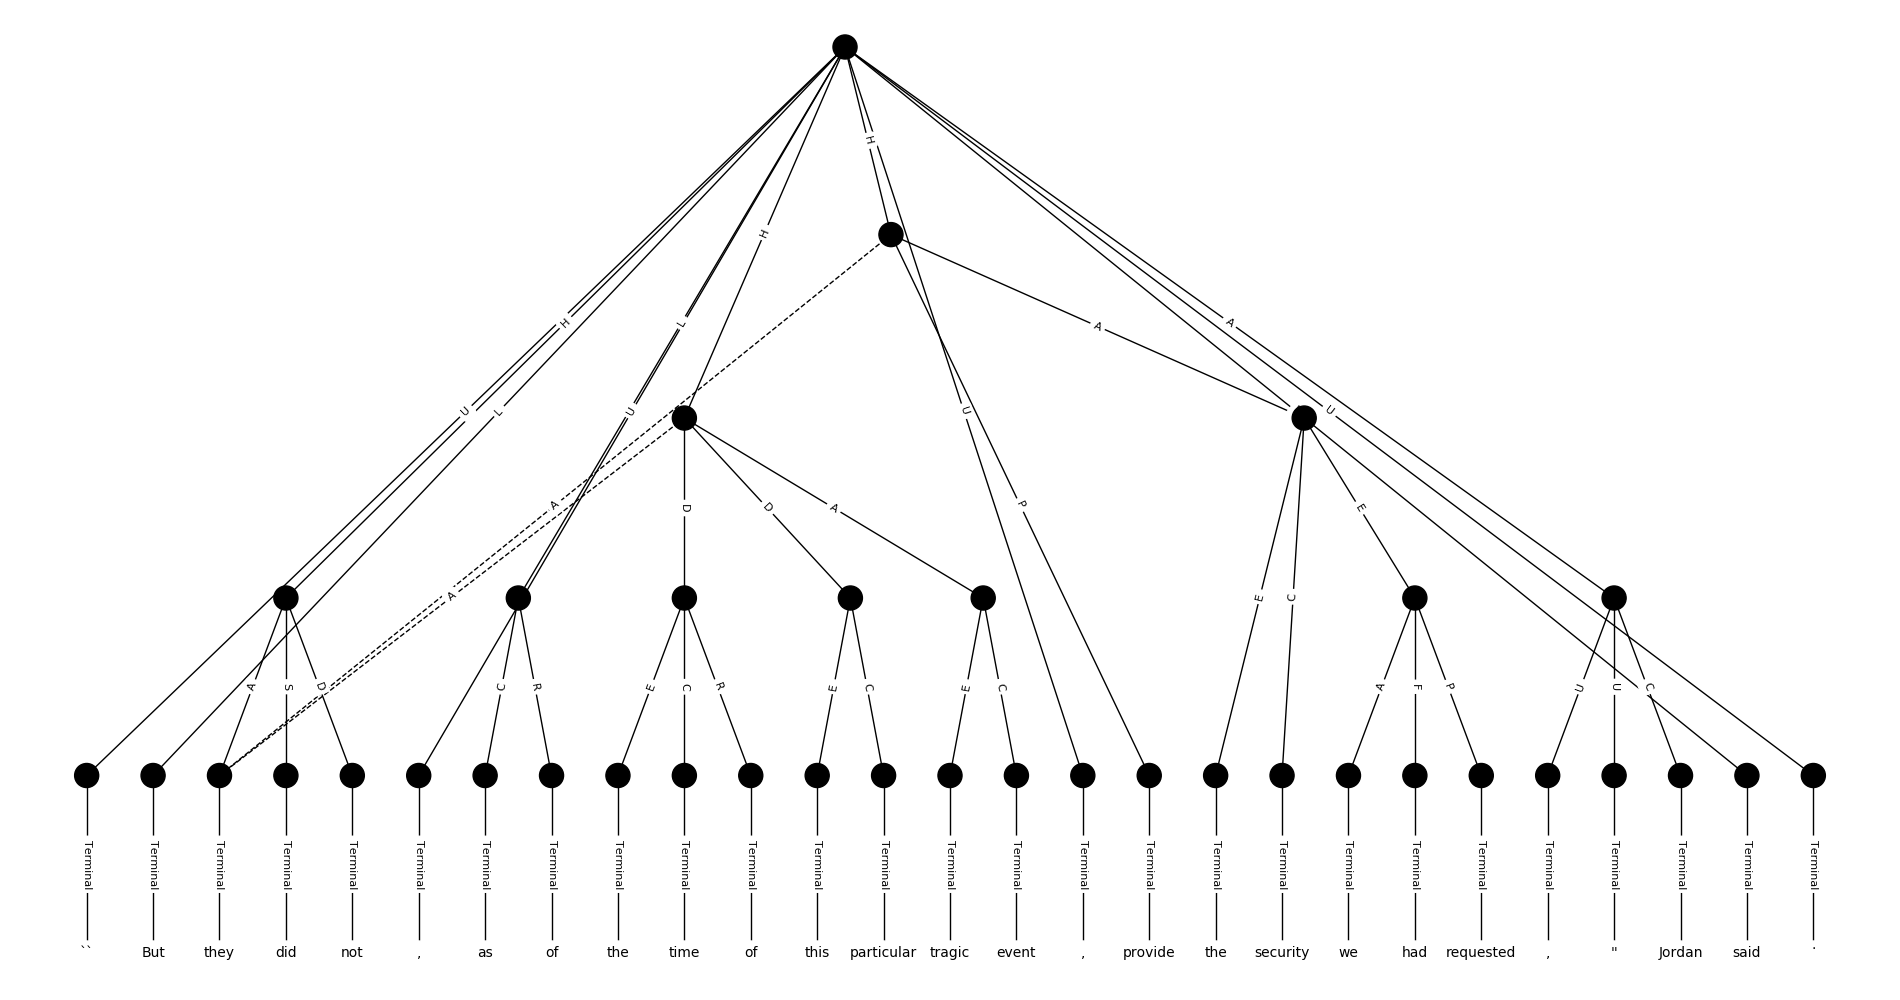 H
H
A
H
L
A
U
L
U
U
U
A
D
D
A
P
E
A
E
C
A
S
D
C
R
E
C
R
E
C
E
C
A
F
P
U
U
C
Terminal Terminal Terminal Terminal Terminal Terminal Terminal Terminal Terminal Terminal Terminal Terminal Terminal Terminal Terminal Terminal Terminal Terminal Terminal Terminal Terminal Terminal Terminal Terminal Terminal Terminal Terminal
`` But they did not , as of the time of this particular tragic event , provide the security we had requested , " Jordan said .